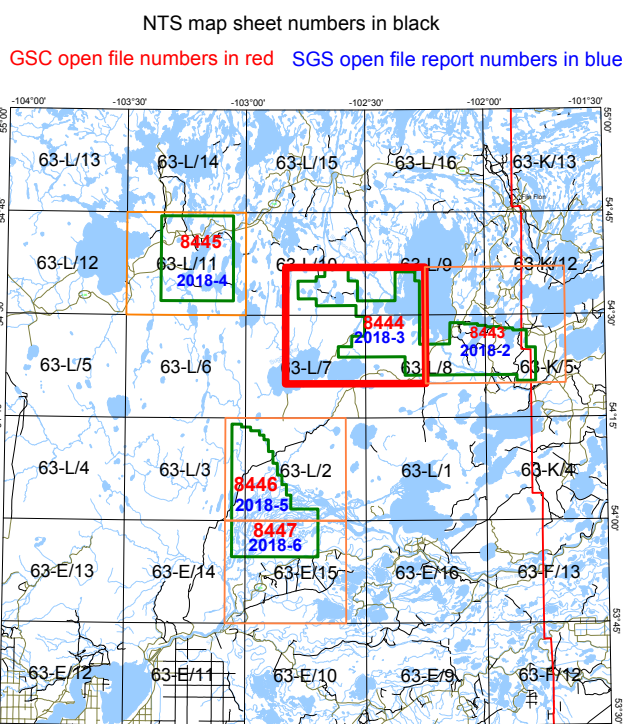 NTS map sheet numbers in black
GSC open file numbers in red SGS open file report numbers in blue
-104°00' -103°30' -103°00' -102°30' -102°00' -101°30'
55°00' 55°00'
63-L/13 63-L/14 63-L/15 63-L/16 63-K/13
Flin Flon
54°45' 54°45'
8445
63-L/12 63-L/11 63-L/10 63-L/9 63-K/12
2018-4
54°30' 54°30'
8444 8443
2018-3 2018-2
63-L/5 63-L/6 63-L/7 63-L/8 63-K/5
54°15'
63-L/4 63-L/3 63-L/2 63-L/1 63-K/4
8446
2018-5
54°00'
8447
2018-6
63-E/13 63-E/14 63-E/15 63-E/16 63-F/13
53°45'
63-E/12 63-E/11 63-E/10 63-E/9 63-F/12
53°30'